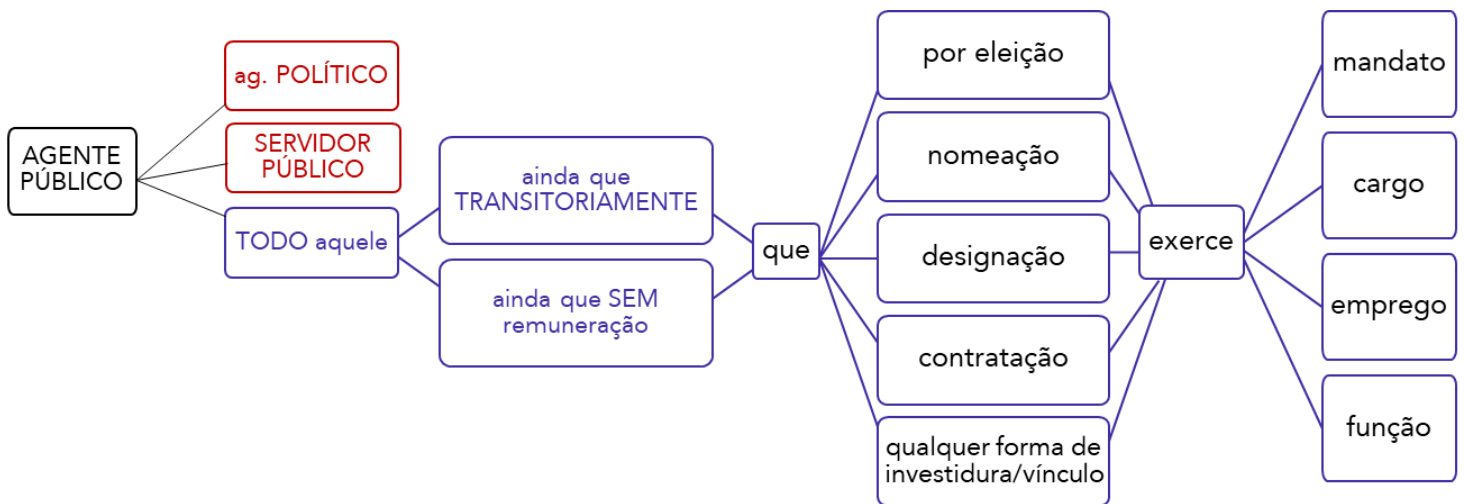 AGENTE
PÚBLICO
ag. POLÍTICO
SERVIDOR
PÚBLICO
TODO aquele
ainda que
TRANSITORIAMENTE
ainda que SEM
remuneração
que
por eleição
nomeação
designação
contratação
qualquer forma de
investidura/vínculo
exerce
mandato
cargo
emprego
função